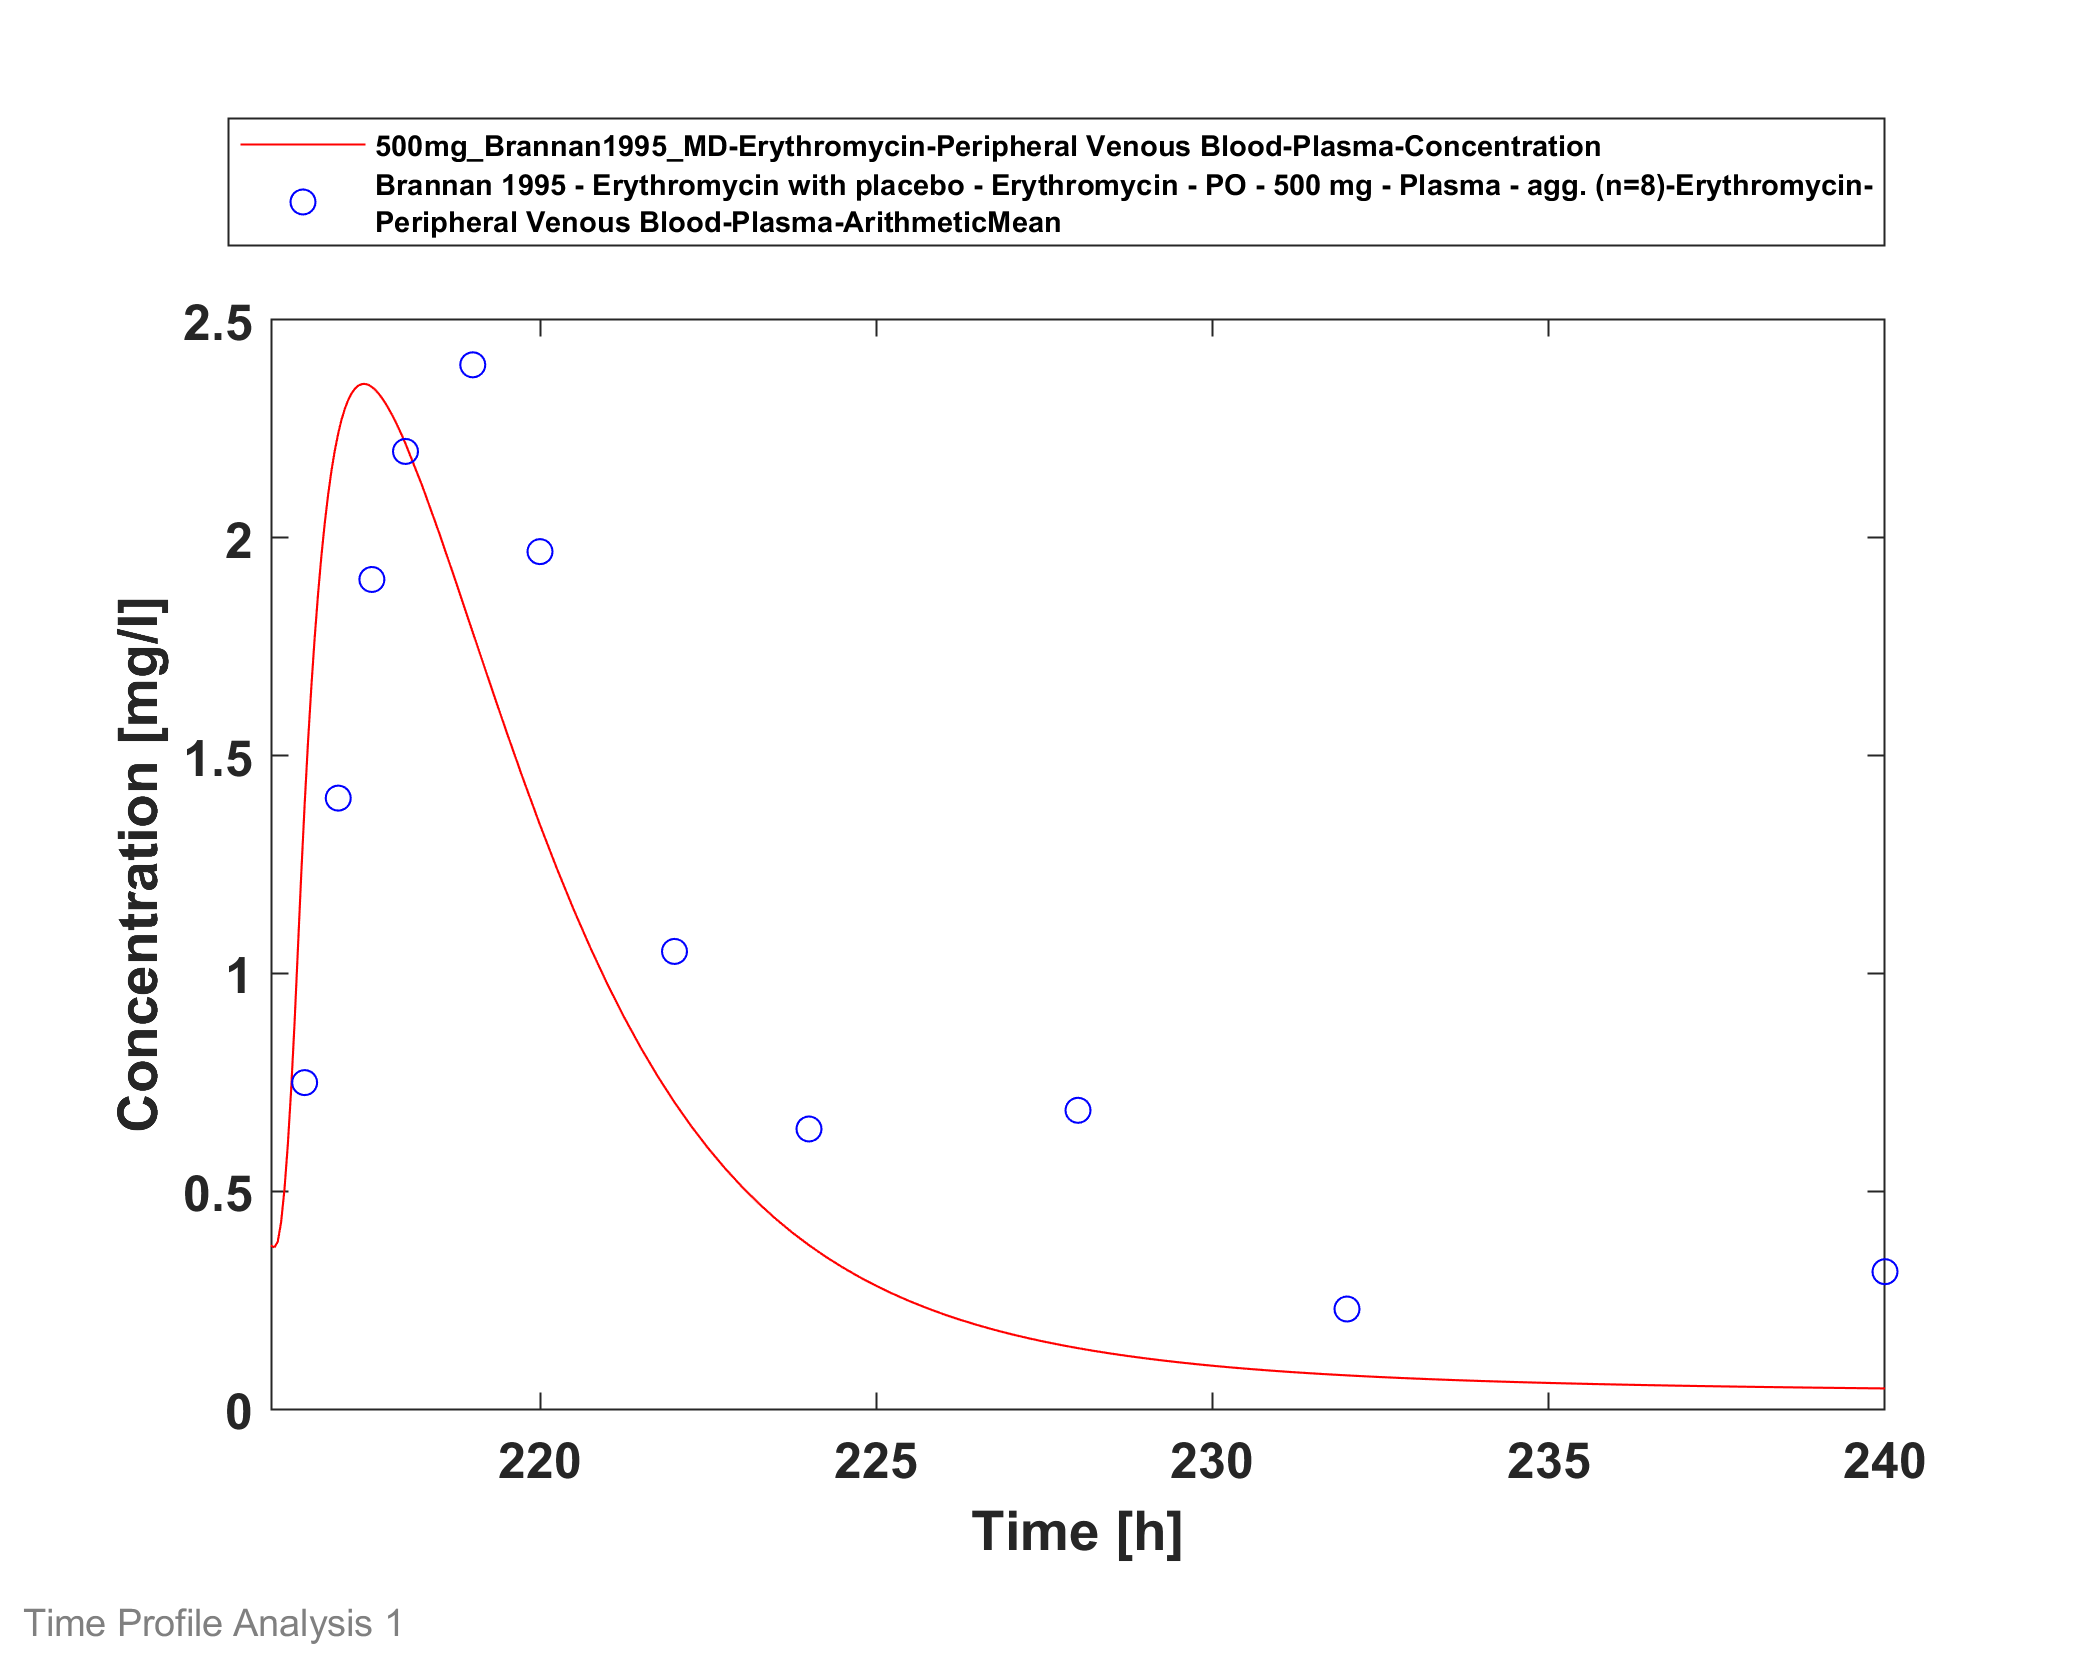 500mg_Brannan1995_MD-Erythromycin-Peripheral Venous Blood-Plasma-Concentration
Brannan 1995 - Erythromycin with placebo - Erythromycin - PO - 500 mg - Plasma - agg. (n=8)-Erythromycin-
Peripheral Venous Blood-Plasma-ArithmeticMean
2.5
2
1.5
1
0.5
0
Concentration [mg/l]
220 225 230 235 240
Time [h]
Time Profile Analysis 1